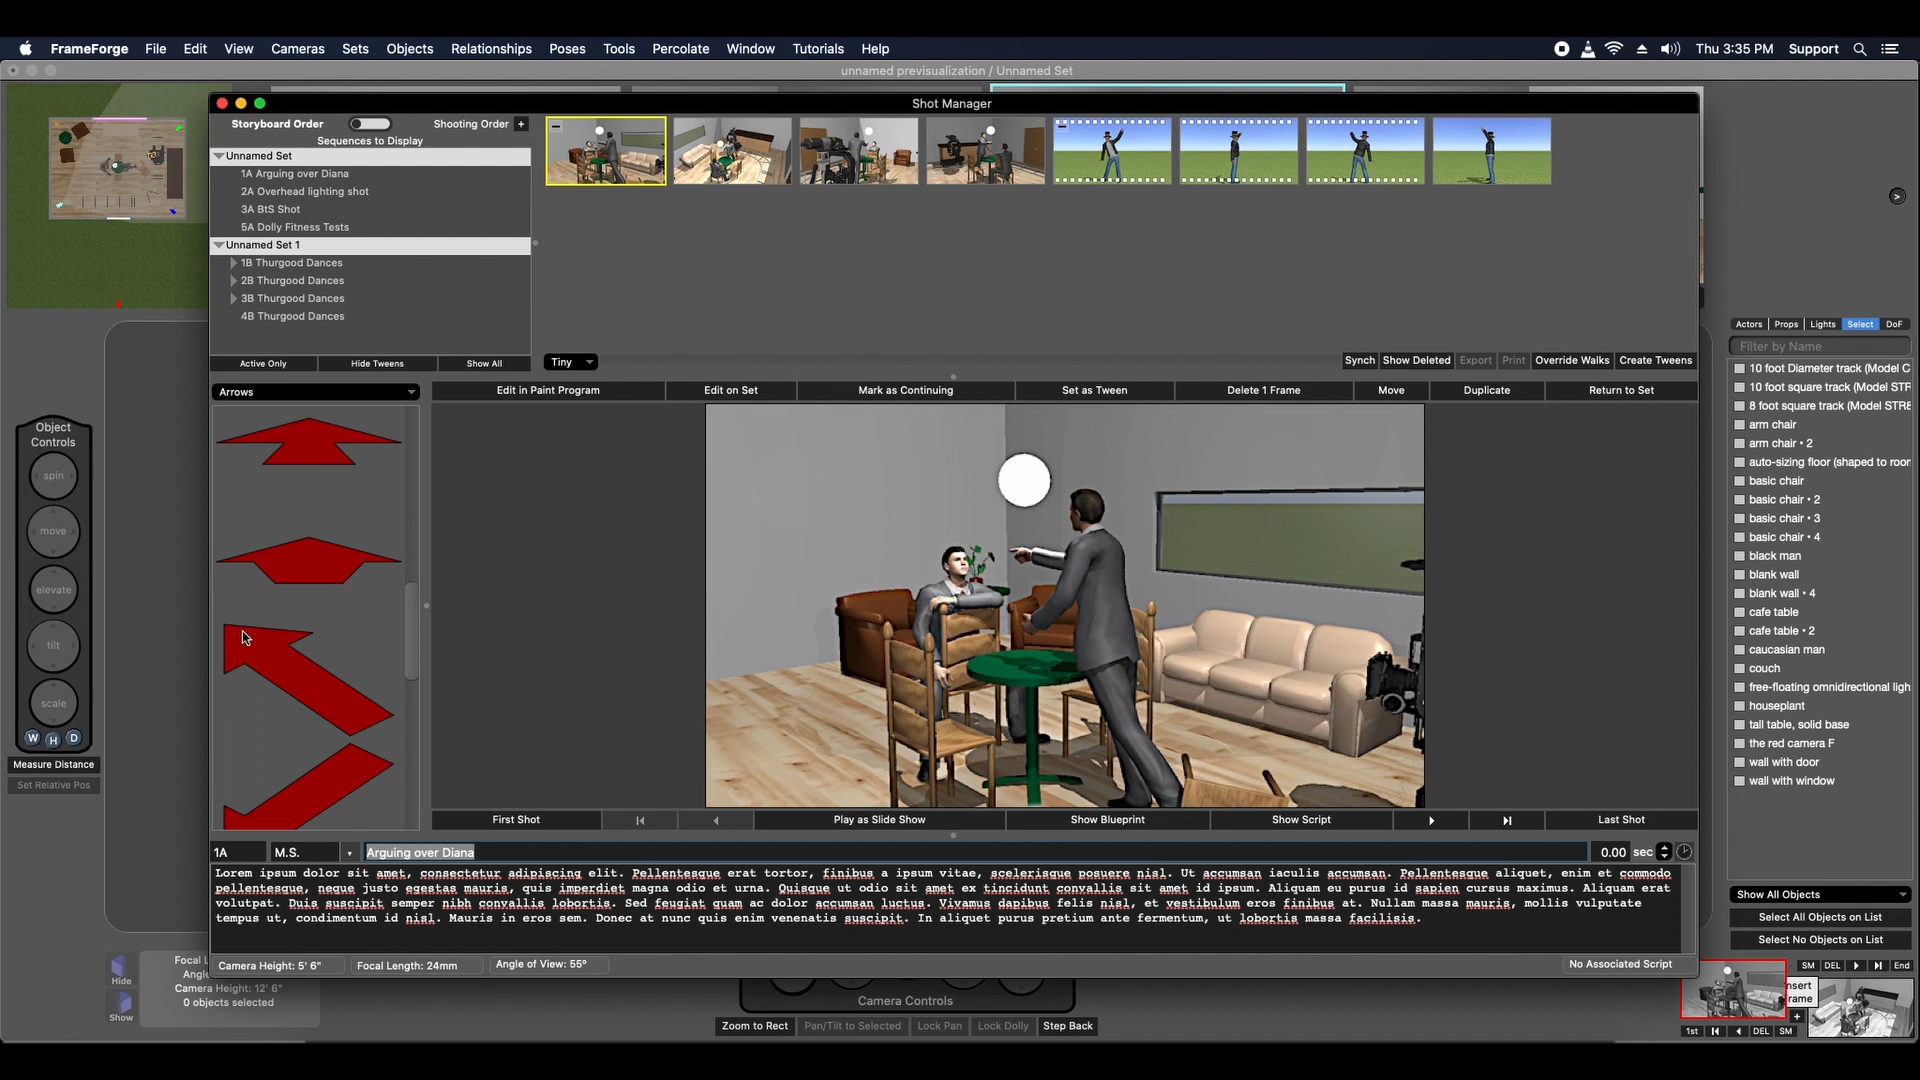 FrameForge File Edit View Cameras Sets Objects Relationships Poses Tools Percolate Window Tutorials Help
Thu 3:35 PM Support
unnamed previsualization / Unnamed Set
Shot Manager
Storyboard Order
Shooting Order +
Sequences to Display
Unnamed Set
1A Arguing over Diana
2A Overhead lighting shot
3A BtS Shot
5A Dolly Fitness Tests
Unnamed Set 1
1B Thurgood Dances
2B Thurgood Dances
3B Thurgood Dances
4B Thurgood Dances
Active Only Hide Tweens Show All
Tiny
Synch Show Deleted Export Print Override Walks Create Tweens
Arrows
Edit in Paint Program Edit on Set Mark as Continuing Set as Tween Delete 1 Frame Move Duplicate Return to Set
First Shot Play as Slide Show Show Blueprint Show Script Last Shot
1A M.S. Arguing over Diana 0.00 sec
Lorem ipsum dolor sit amet, consectetur adipiscing elit. Pellentesque erat tortor, finibus a ipsum vitae, scelerisque posuere nisl. Ut accumsan iaculis accumsan. Pellentesque aliquet, enim et commodo
pellentesque, neque justo egestas mauris, quis imperdiet magna odio et urna. Quisque ut odio sit amet ex tincidunt convallis sit amet id ipsum. Aliquam eu purus id sapien cursus maximus. Aliquam erat
volutpat. Duis suscipit semper nibh convallis lobortis. Sed feugiat quam ac dolor accumsan luctus. Vivamus dapibus felis nisl, et vestibulum eros finibus at. Nullam massa mauris, mollis vulputate
tempus ut, condimentum id nisl. Mauris in eros sem. Donec at nunc quis enim venenatis suscipit. In aliquet purus pretium ante fermentum, ut lobortis massa facilisis.
Camera Height: 5' 6" Focal Length: 24mm Angle of View: 55° No Associated Script
Object
Controls
spin
move
elevate
tilt
scale
W H D
Measure Distance
Set Relative Pos
Hide
Show
Focal L
Angle
Camera Height: 12' 6"
0 objects selected
Camera Controls
Zoom to Rect Pan/Tilt to Selected Lock Pan Lock Dolly Step Back
Actors Props Lights Select DoF
Filter by Name
10 foot Diameter track (Model C
10 foot square track (Model STR
8 foot square track (Model STR8
arm chair
arm chair • 2
auto-sizing floor (shaped to roor
basic chair
basic chair • 2
basic chair • 3
basic chair • 4
black man
blank wall
blank wall • 4
cafe table
cafe table • 2
caucasian man
couch
free-floating omnidirectional ligh
houseplant
tall table, solid base
the red camera F
wall with door
wall with window
Show All Objects
Select All Objects on List
Select No Objects on List
SM DEL End
nsert
rame
+
1st DEL SM